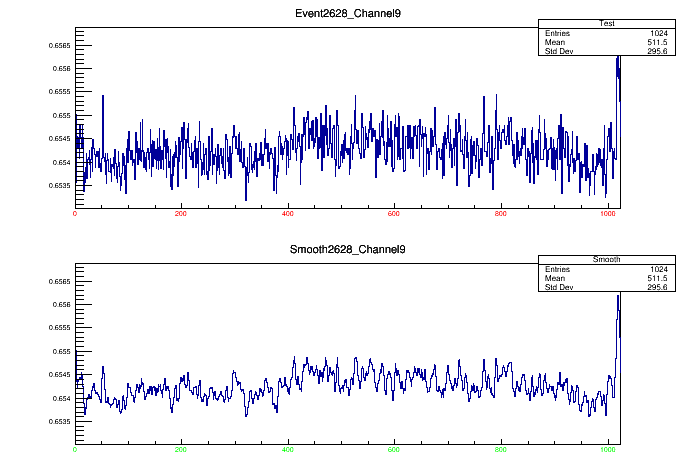 Event2628_Channel9
Test
Entries 1024
Mean 511.5
Std Dev 295.6
0.6565
0.656
0.6555
0.655
0.6545
0.654
0.6535
0 200 400 600 800 1000
Smooth2628_Channel9
Smooth
Entries 1024
Mean 511.5
Std Dev 295.6
0.6565
0.656
0.6555
0.655
0.6545
0.654
0.6535
0 200 400 600 800 1000